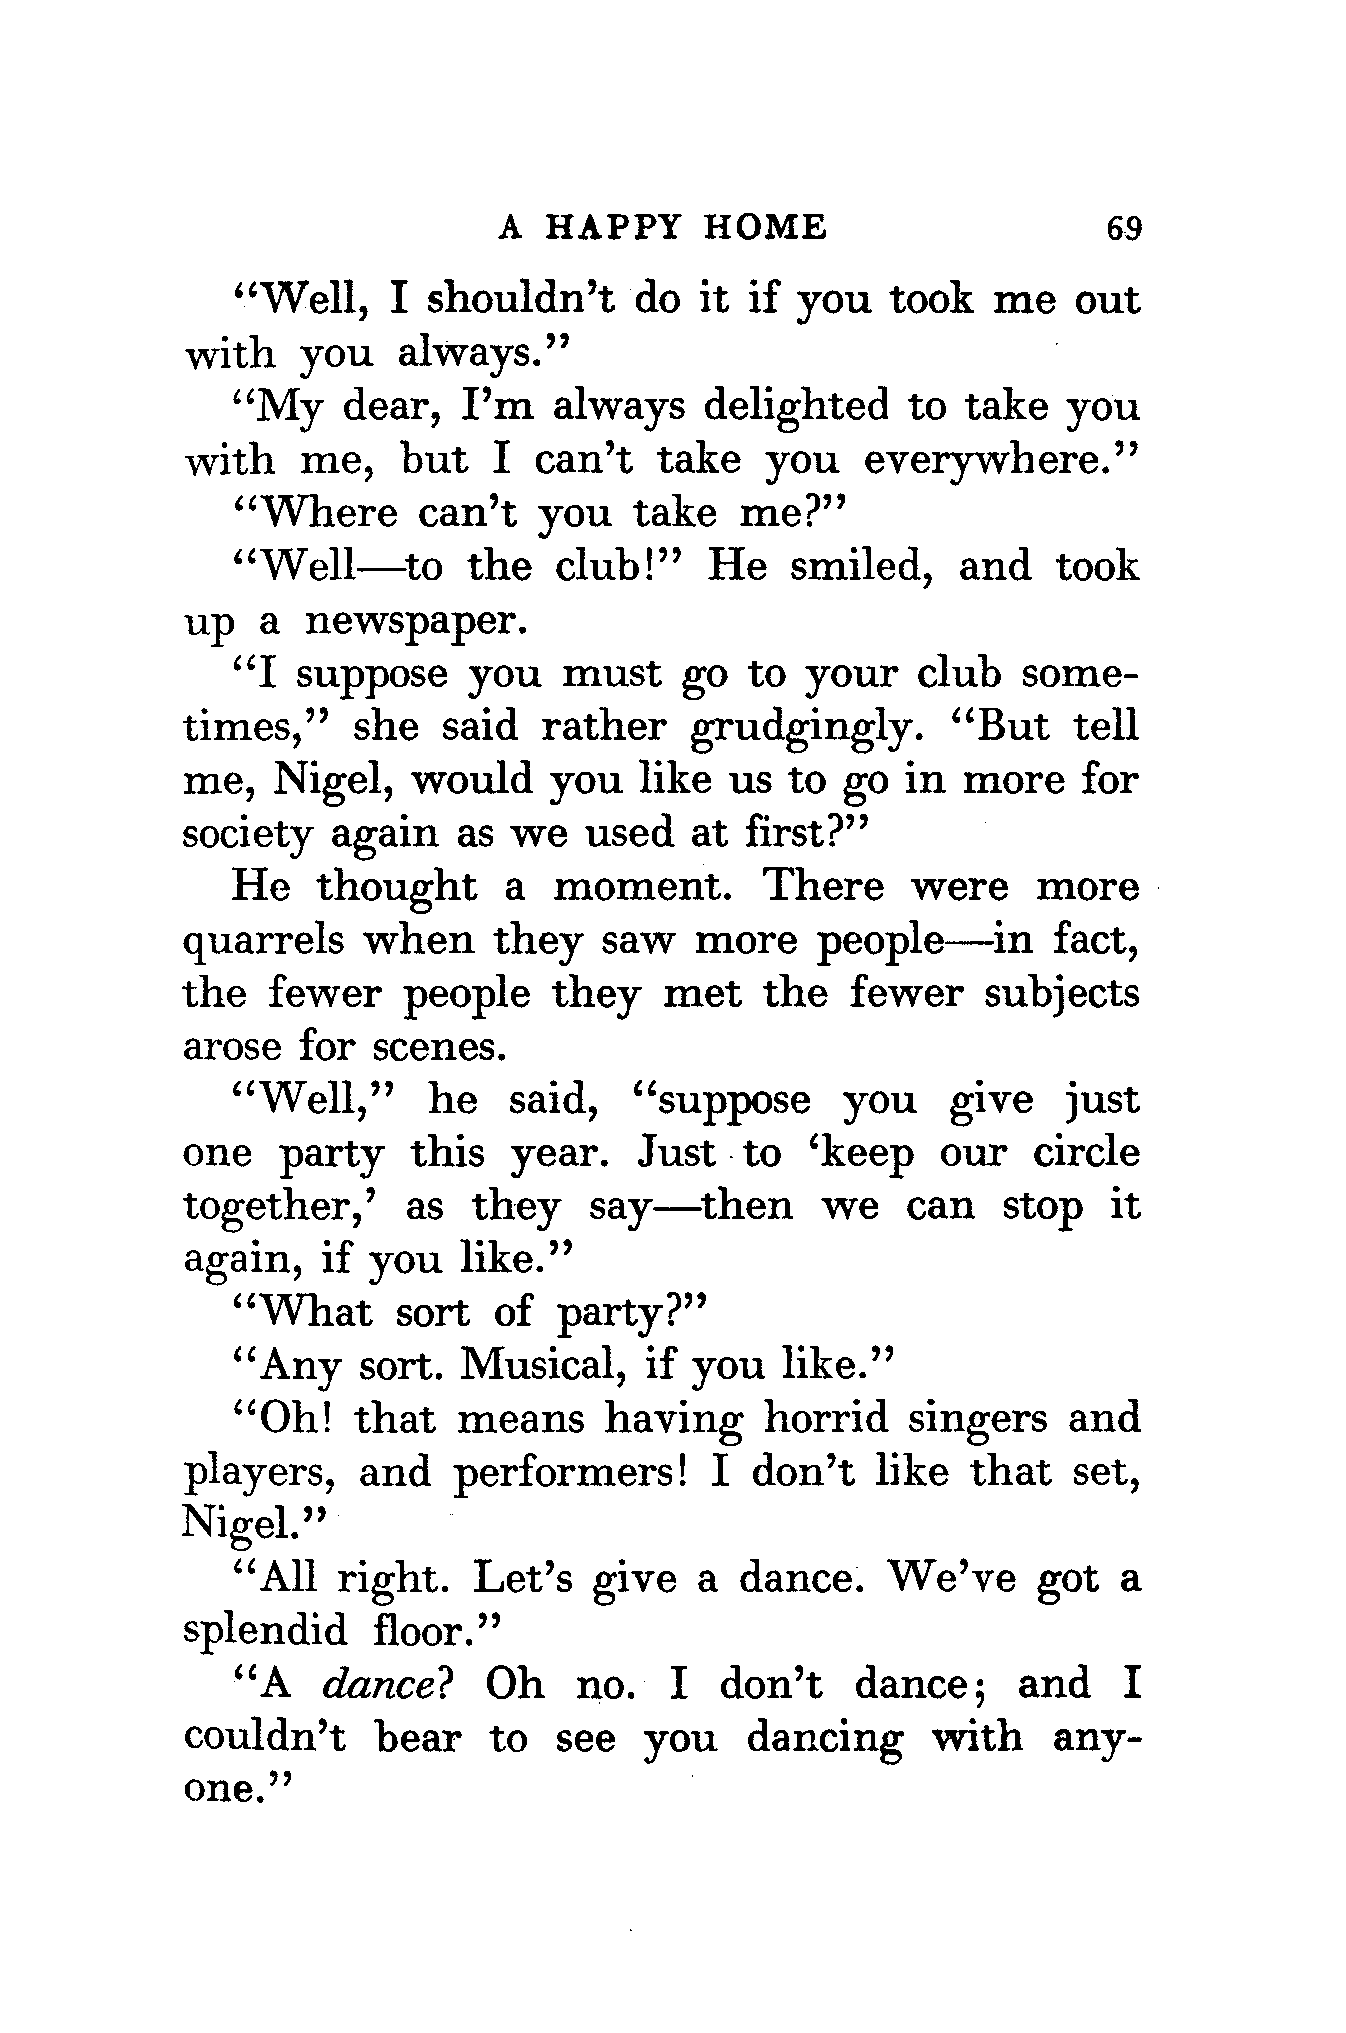 A HAPPY HOME 69
“Well, I shouldn’t do it if you took me out
with you always.”
“My dear, I’m always delighted to take you
with me, but I can’t take you everywhere.”
“Where can’t you take me?”
“Well—to the club!” He smiled, and took
up a newspaper.
“I suppose you must go to your club some-
times,” she said rather grudgingly. “But tell
me, Nigel, would you like us to go in more for
society again as we used at first?”
He thought a moment. There were more
quarrels when they saw more people—in fact,
the fewer people they met the fewer subjects
arose for scenes.
“Well,” he said, “suppose you give just
one party this year. Just to ‘keep our circle
together,’ as they say—then we can stop it
again, if you like.”
“What sort of party?”
“Any sort. Musical, if you like.”
“Oh! that means having horrid singers and
players, and performers! I don’t like that set,
Nigel.”
“All right. Let’s give a dance. We’ve got a
splendid floor.”
“A dance? Oh no. I don’t dance; and I
couldn’t bear to see you dancing with any-
one.”